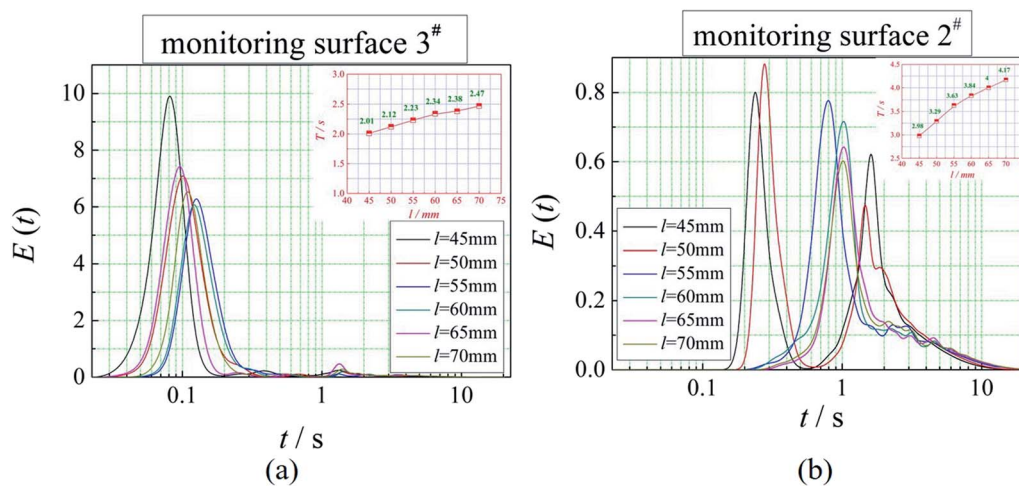 monitoring surface 3#
E (t)
10
8
6
4
2
0
0.1
1
10
t / s
(a)
T / s
3.0
2.5
2.0
1.5
1.0
40 45 50 55 60 65 70 75
l / mm
2.01 2.12 2.23 2.34 2.38 2.47
l=45mm
l=50mm
l=55mm
l=60mm
l=65mm
l=70mm
monitoring surface 2#
E (t)
0.8
0.6
0.4
0.2
0.0
0.1
1
10
t / s
(b)
T / s
4.5
4.0
3.5
3.0
2.5
40 45 50 55 60 65 70 75
l / mm
2.98 3.29 3.63 3.84 4 4.17
l=45mm
l=50mm
l=55mm
l=60mm
l=65mm
l=70mm